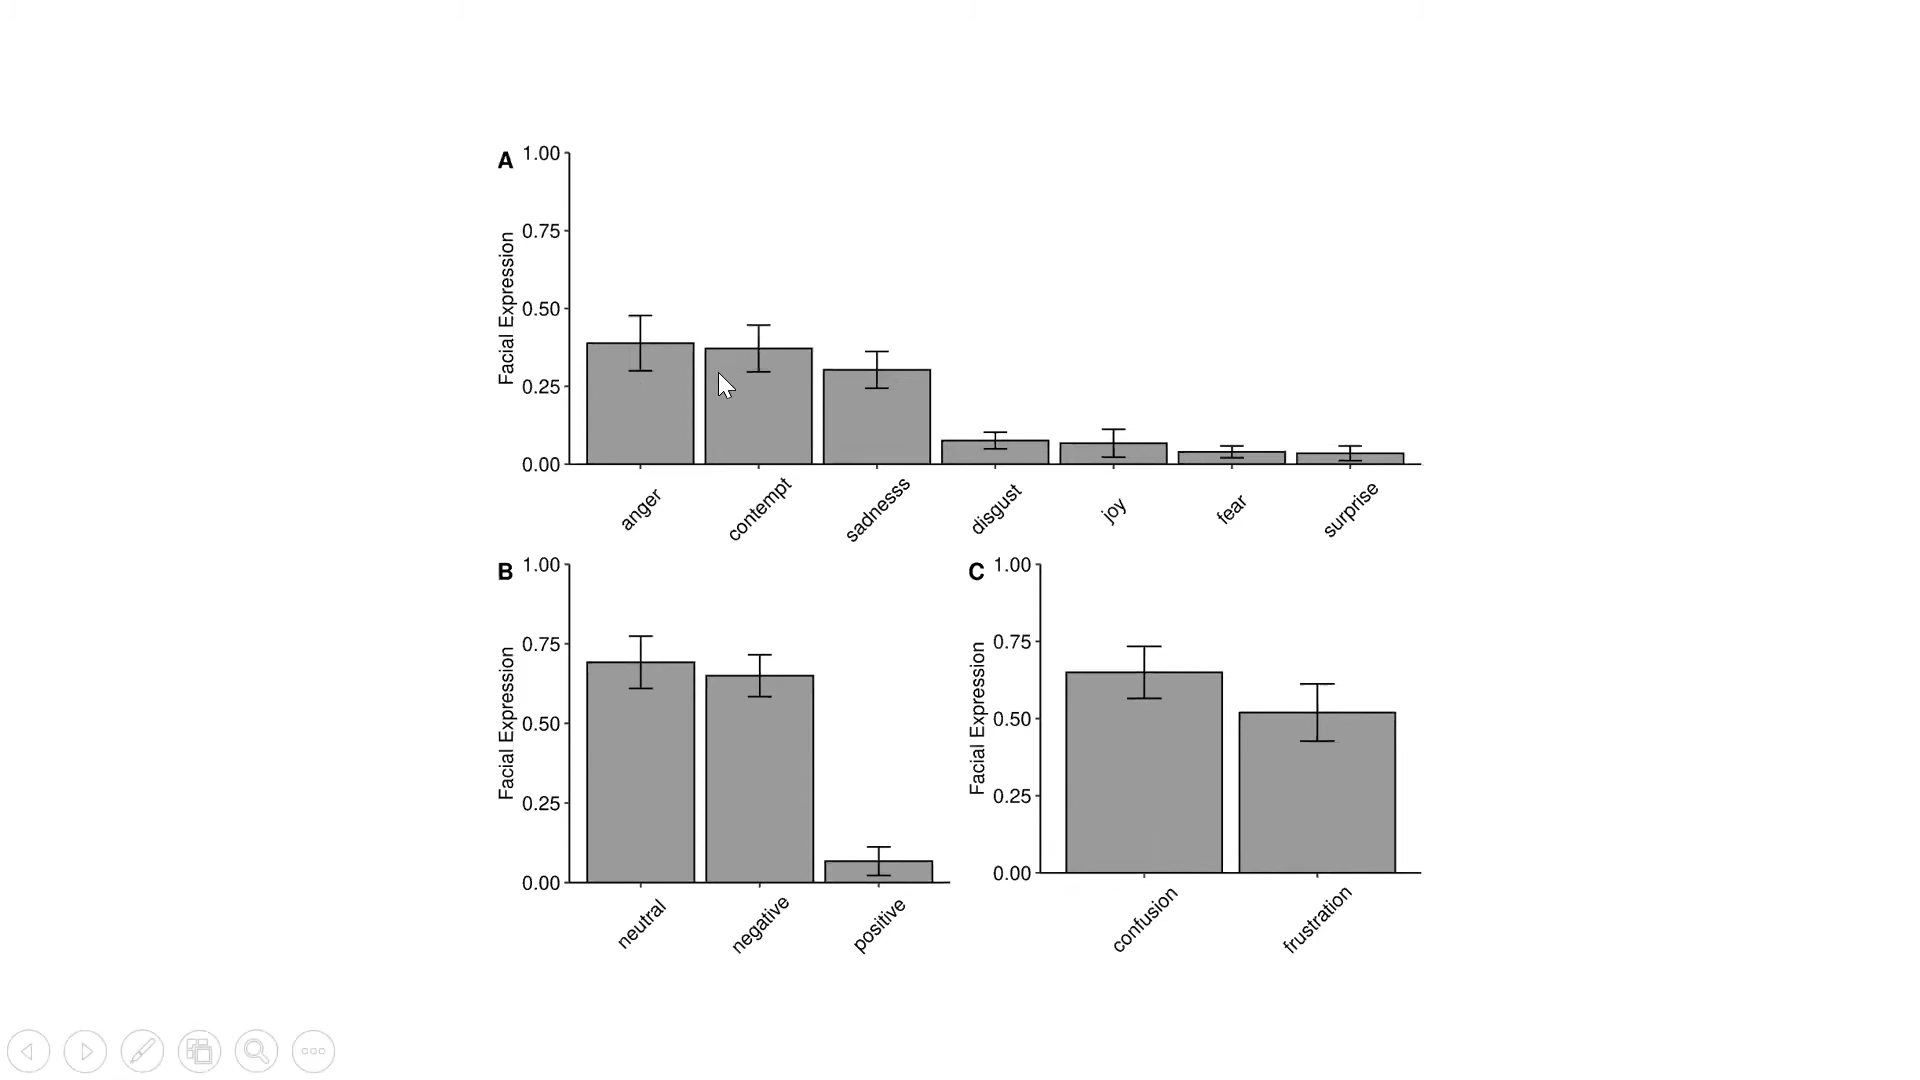 A
1.00
0.75
0.50
0.25
0.00
Facial Expression
anger
contempt
sadnesss
disgust
joy
fear
surprise
B
1.00
0.75
0.50
0.25
0.00
Facial Expression
neutral
negative
positive
C
1.00
0.75
0.50
0.25
0.00
Facial Expression
confusion
frustration